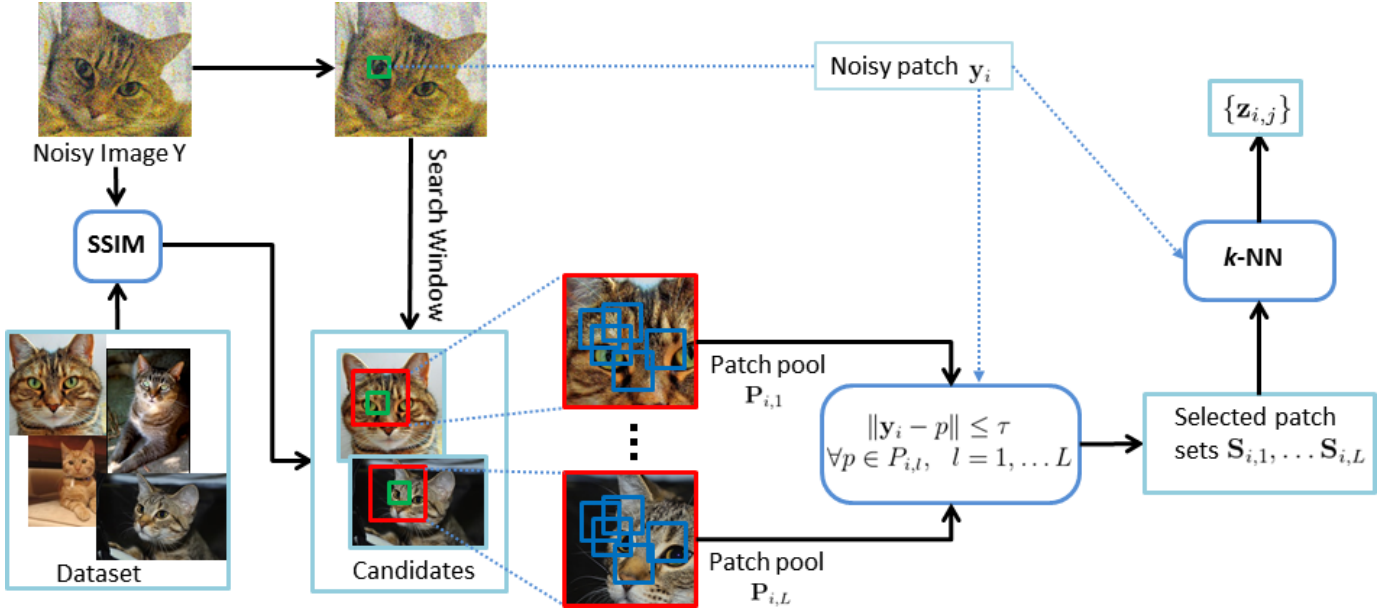 Noisy Image Y
Noisy patch y_i
{z_{i,j}}
SSIM
Search Window
k-NN
Patch pool
P_{i,1}
‖y_i − p‖ ≤ τ
∀p ∈ P_{i,l}, l = 1, … L
Selected patch
sets S_{i,1}, … S_{i,L}
Patch pool
P_{i,L}
Dataset
Candidates